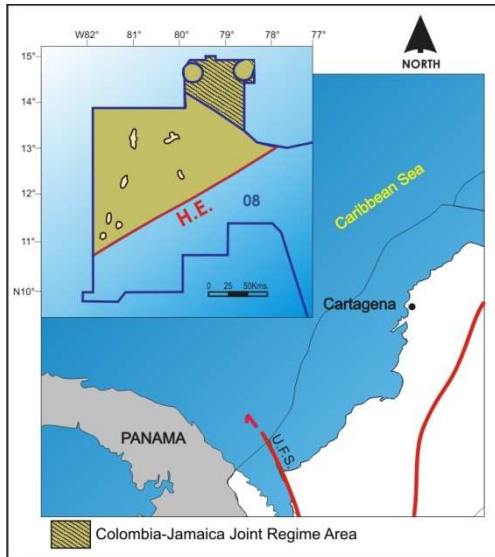 W82° 81° 80° 79° 78° 77°
15°
14°
13°
12°
11°
N10°
H.E.
08
0 25 50Kms.
NORTH
Caribbean Sea
Cartagena
PANAMA
1
U.F.S.
Colombia-Jamaica Joint Regime Area